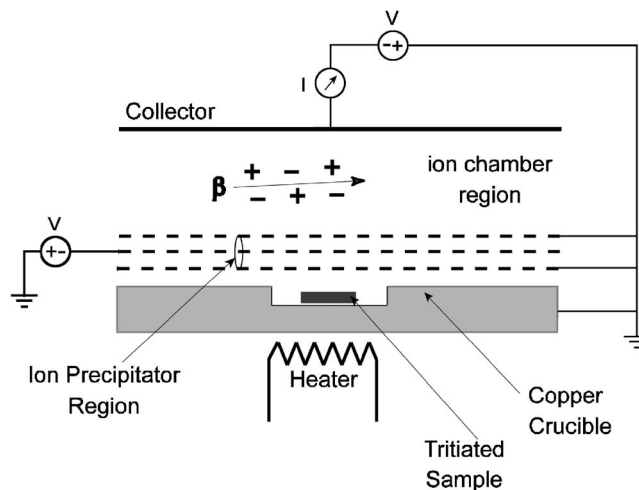 V
-+
I
Collector
+ - +
β
- + -
ion chamber
region
V
+-
Ion Precipitator
Region
Heater
Copper
Crucible
Tritiated
Sample